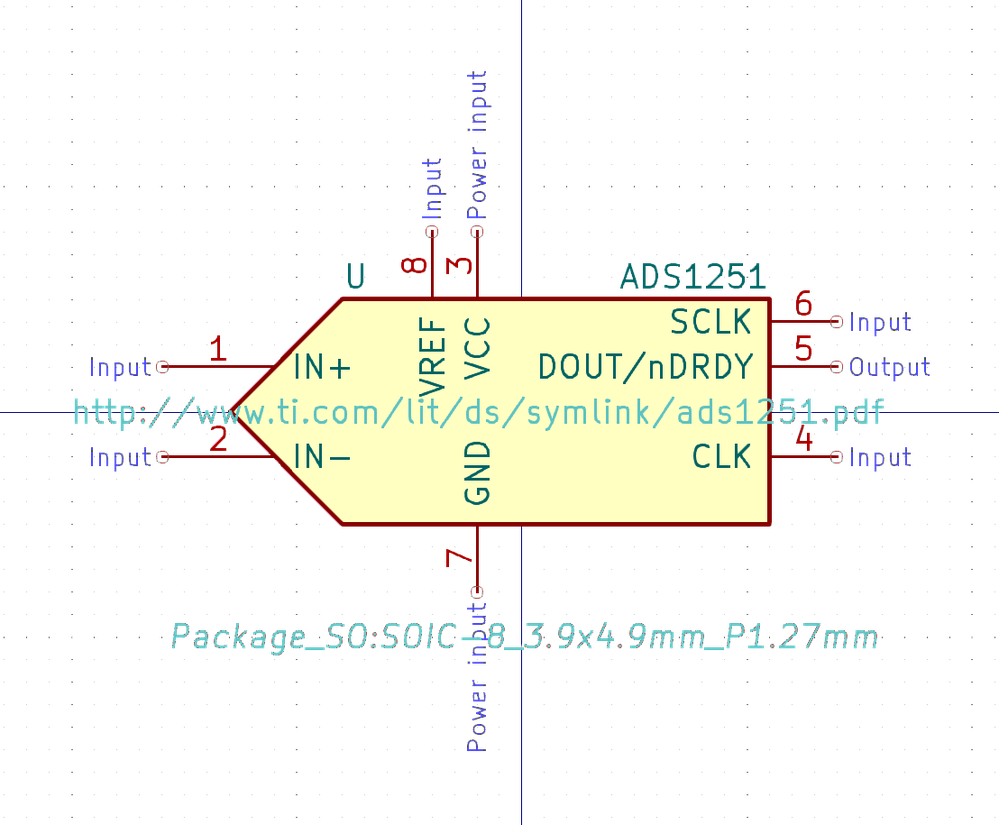 Power input
Input
8
3
U
ADS1251
6
SCLK
Input
VREF
VCC
1
5
Input
IN+
DOUT/nDRDY
Output
http://www.ti.com/lit/ds/symlink/ads1251.pdf
2
4
Input
IN-
GND
CLK
Input
7
Package_SO:SOIC-8_3.9x4.9mm_P1.27mm
Power input